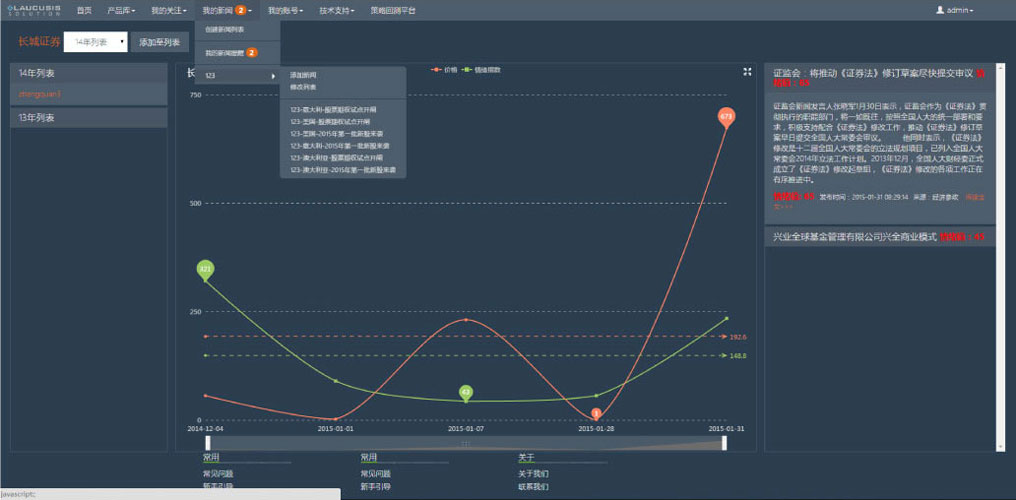 GLAUCUSIS
SOLUTION
首页 产品库 我的关注 我的新闻 2 我的账号 技术支持 策略回测平台 admin
长城证券 14年列表 添加至列表
创建新闻列表
我的新闻提醒 2
123
添加新闻
修改列表
123-意大利-股票期权试点开闸
123-美国-股票期权试点开闸
123-美国-2015年第一批新股来袭
123-意大利-2015年第一批新股来袭
123-澳大利亚-股票期权试点开闸
123-澳大利亚-2015年第一批新股来袭
14年列表
zhengquan1
13年列表
长
价格 情绪指数
750
500
250
0
321
43
3
673
192.6
148.8
2014-12-04 2015-01-01 2015-01-07 2015-01-28 2015-01-31
证监会：将推动《证券法》修订草案尽快提交审议
证监会新闻发言人张晓军1月30日表示，证监会作为《证券法》贯
彻执行的职能部门，将一如既往，按照全国人大的统一部署和要
求，积极支持配合《证券法》修改工作，推动《证券法》修订草
案早日提交全国人大常委会审议。 他同时表示，《证券法》
修改是十二届全国人大常委会的立法规划项目，已列入全国人大
常委会2014年立法工作计划。2013年12月，全国人大财经委正式
成立了《证券法》修改起草组，《证券法》修改的各项工作正在
有序推进中。
发布时间：2015-01-31 08:29:14 来源：经济参考
兴业全球基金管理有限公司兴全商业模式
常用 常用 关于
常见问题 常见问题 关于我们
新手引导 新手引导 联系我们
javascript:;